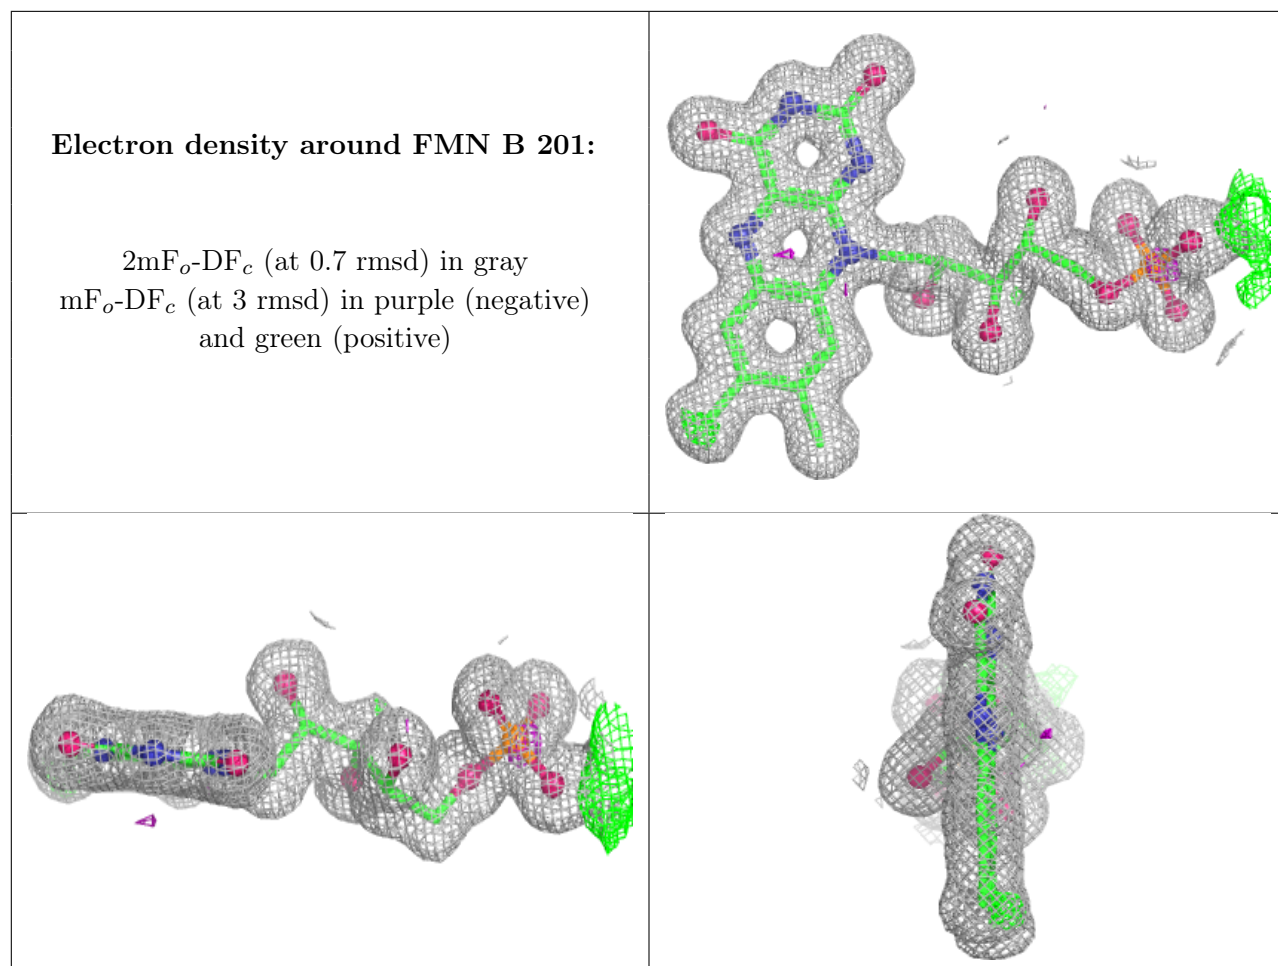 Electron density around FMN B 201:
2mFo-DFc (at 0.7 rmsd) in gray
mFo-DFc (at 3 rmsd) in purple (negative)
and green (positive)